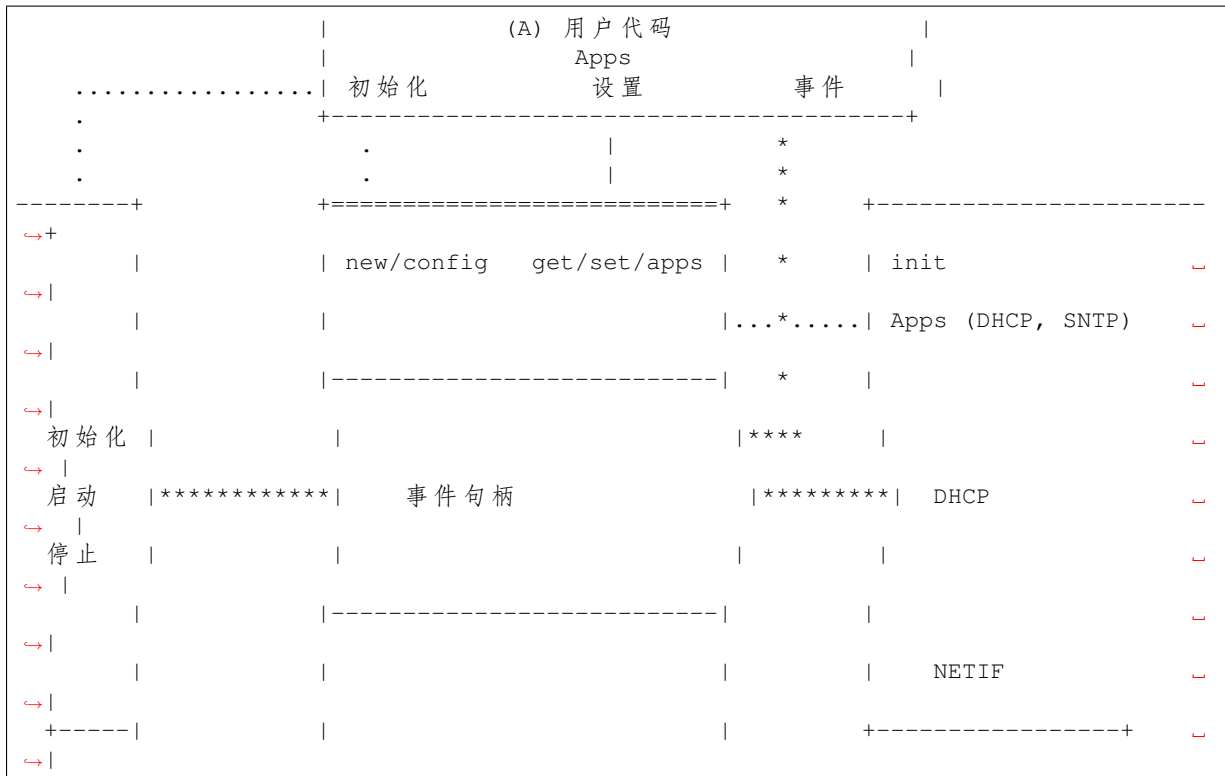 |            (A) 用户代码                 |
|                 Apps                    |
.................| 初始化           设置            事件      |
.                +----------------------------------------+
.                    .                |           *
.                    .                |           *
--------+            +===========================+   *     +-----------------------
↪+
|            | new/config   get/set/apps |   *     | init                 ␣
↪|
|            |                           |...*.....| Apps (DHCP, SNTP)    ␣
↪|
|            |---------------------------|   *     |                      ␣
↪|
初始化 |            |                           |****     |                      ␣
↪ |
启动   |************|    事件句柄                |*********|  DHCP                ␣
↪ |
停止   |            |                           |         |                      ␣
↪ |
|            |---------------------------|         |                      ␣
↪|
|            |                           |         |    NETIF             ␣
↪|
+-----|            |                           |         +-----------------+    ␣
↪|